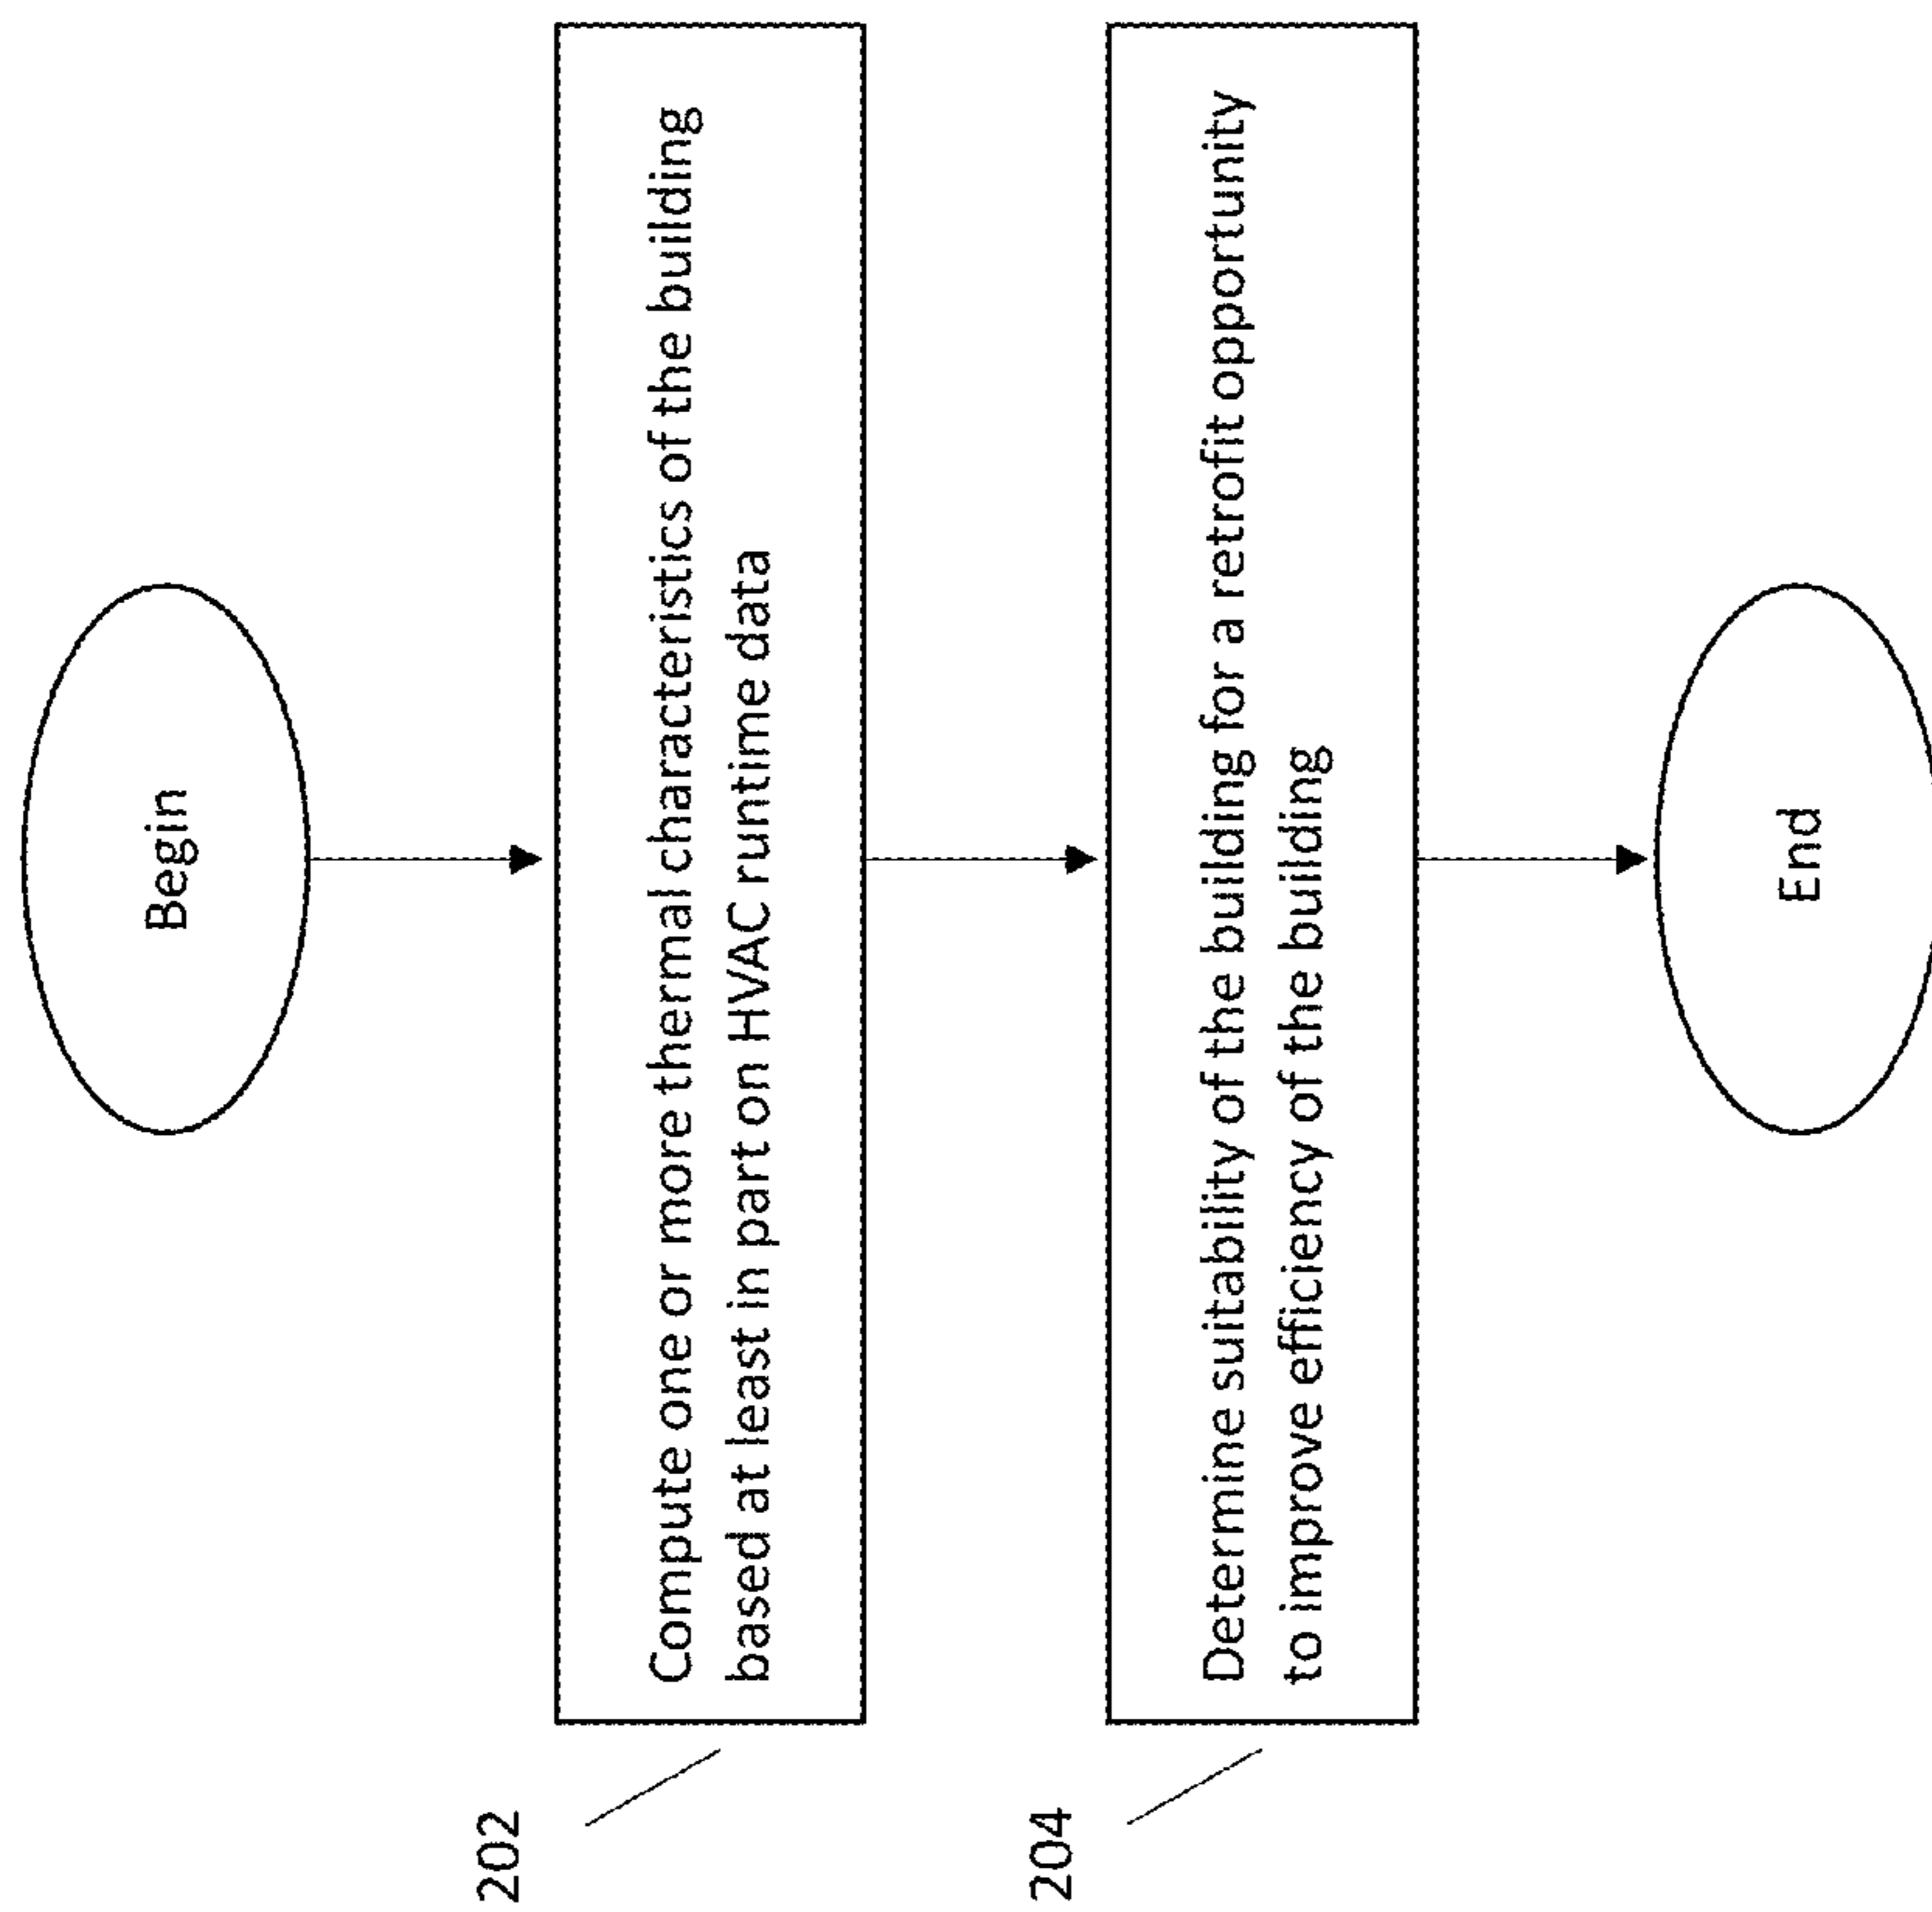 Begin
202
Compute one or more thermal characteristics of the building
based at least in part on HVAC runtime data
204
Determine suitability of the building for a retrofit opportunity
to improve efficiency of the building
End